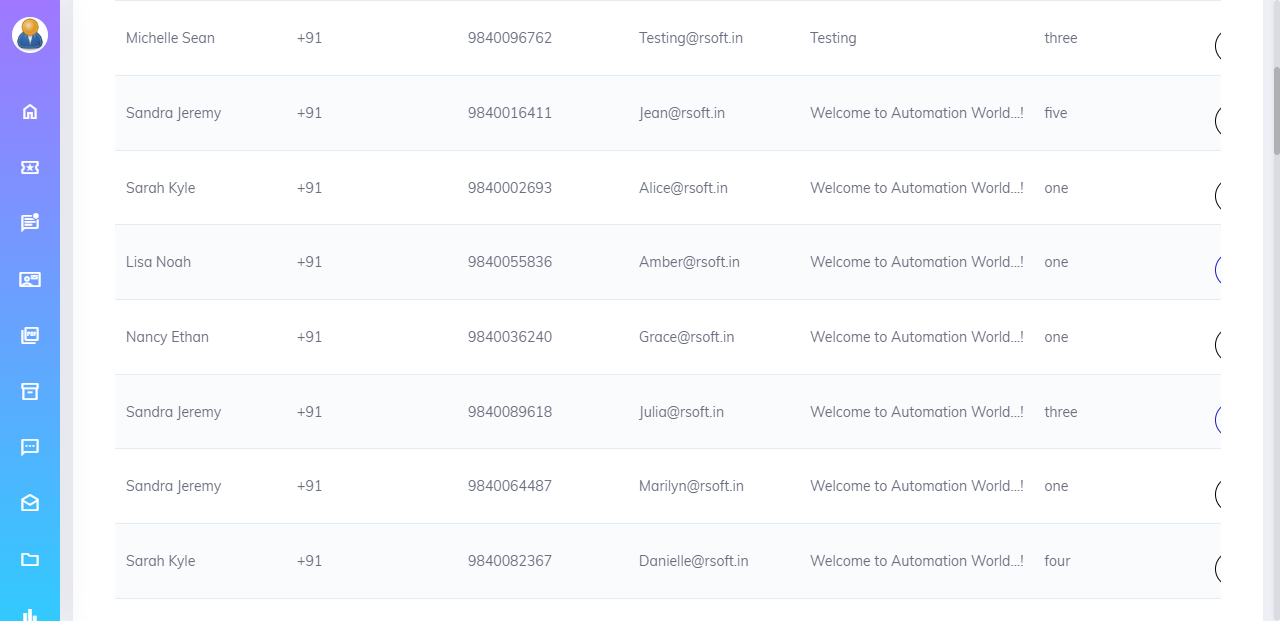 Michelle Sean +91 9840096762 Testing@rsoft.in Testing three
Sandra Jeremy +91 9840016411 Jean@rsoft.in Welcome to Automation World...! five
Sarah Kyle +91 9840002693 Alice@rsoft.in Welcome to Automation World...! one
Lisa Noah +91 9840055836 Amber@rsoft.in Welcome to Automation World...! one
Nancy Ethan +91 9840036240 Grace@rsoft.in Welcome to Automation World...! one
Sandra Jeremy +91 9840089618 Julia@rsoft.in Welcome to Automation World...! three
Sandra Jeremy +91 9840064487 Marilyn@rsoft.in Welcome to Automation World...! one
Sarah Kyle +91 9840082367 Danielle@rsoft.in Welcome to Automation World...! four